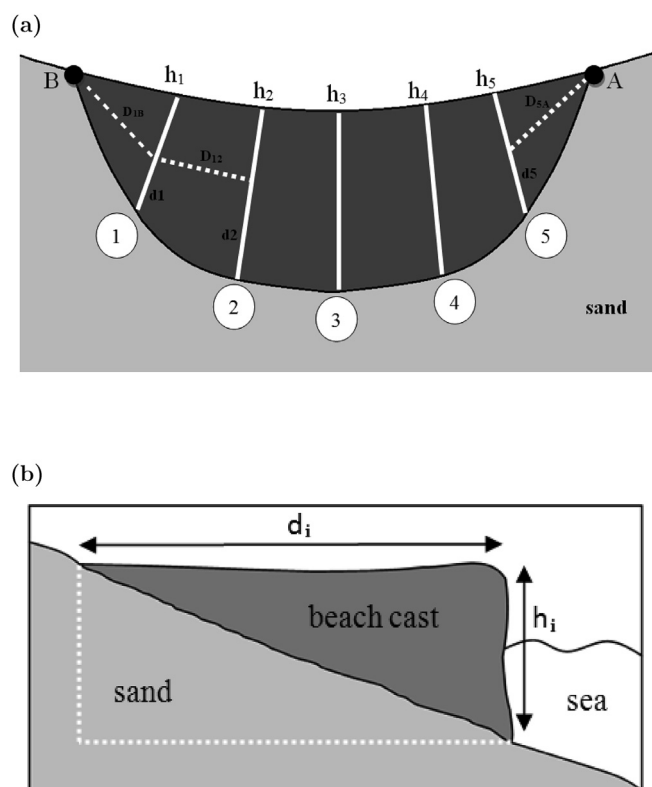 (a)
B h₁ h₂ h₃ h₄ h₅ A
D₁B D₁₂ D₅A
d1 d2 d5
1 2 3 4 5
sand
(b)
dᵢ
beach cast hᵢ
sand sea